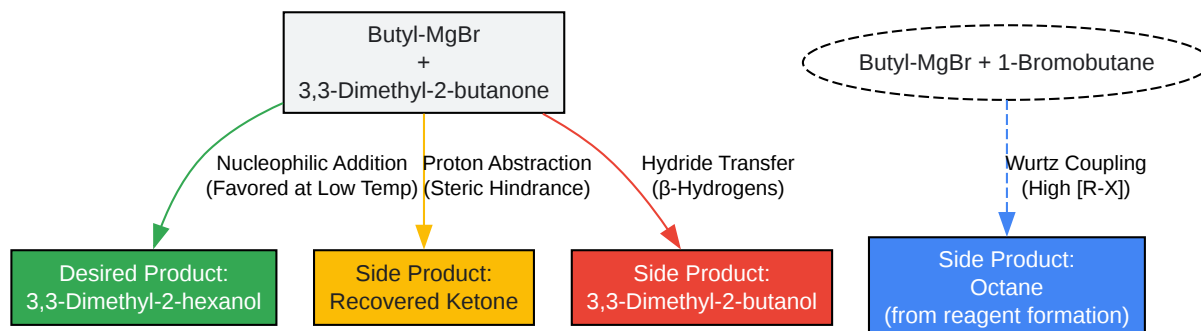 Butyl-MgBr
+
3,3-Dimethyl-2-butanone
Butyl-MgBr + 1-Bromobutane
Nucleophilic Addition
(Favored at Low Temp)
Proton Abstraction
(Steric Hindrance)
Hydride Transfer
(β-Hydrogens)
Wurtz Coupling
(High [R-X])
Desired Product:
3,3-Dimethyl-2-hexanol
Side Product:
Recovered Ketone
Side Product:
3,3-Dimethyl-2-butanol
Side Product:
Octane
(from reagent formation)